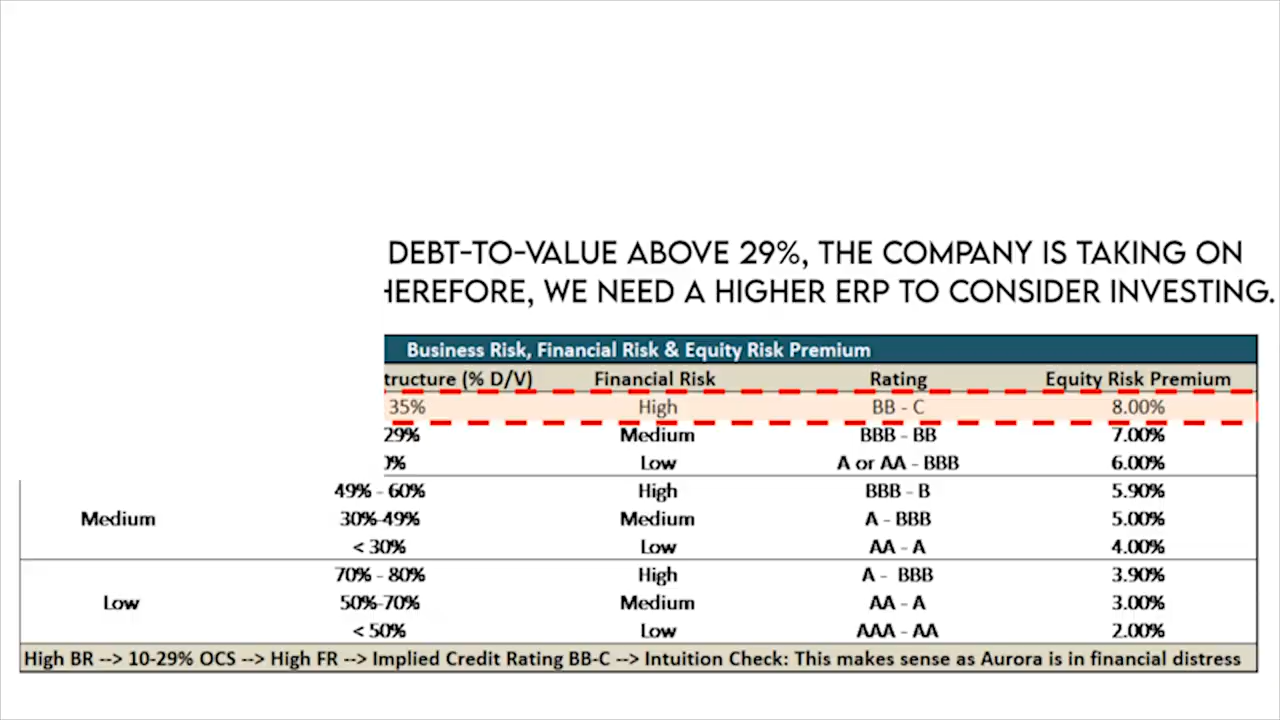 DEBT-TO-VALUE ABOVE 29%, THE COMPANY IS TAKING ON
HEREFORE, WE NEED A HIGHER ERP TO CONSIDER INVESTING.
Business Risk, Financial Risk & Equity Risk Premium
tructure (% D/V) Financial Risk Rating Equity Risk Premium
35% High BB - C 8.00%
29% Medium BBB - BB 7.00%
0% Low A or AA - BBB 6.00%
49% - 60% High BBB - B 5.90%
Medium 30%-49% Medium A - BBB 5.00%
< 30% Low AA - A 4.00%
70% - 80% High A - BBB 3.90%
Low 50%-70% Medium AA - A 3.00%
< 50% Low AAA - AA 2.00%
High BR --> 10-29% OCS --> High FR --> Implied Credit Rating BB-C --> Intuition Check: This makes sense as Aurora is in financial distress